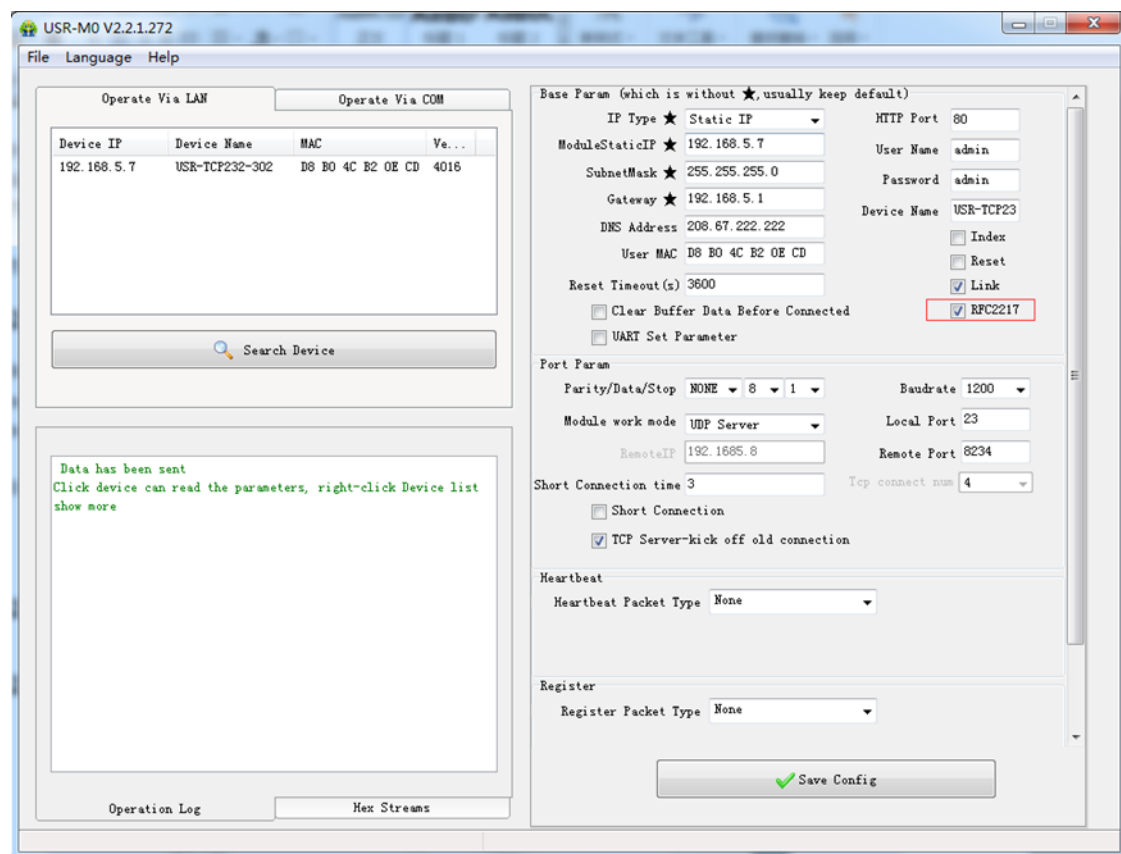 USR-M0 V2.2.1.272
File Language Help
Operate Via LAN Operate Via COM
Device IP Device Name MAC Ve...
192.168.5.7 USR-TCP232-302 D8 B0 4C B2 0E CD 4016
Search Device
Data has been sent
Click device can read the parameters, right-click Device list
show more
Operation Log Hex Streams
Base Param (which is without ★,usually keep default)
IP Type ★ Static IP HTTP Port 80
ModuleStaticIP ★ 192.168.5.7 User Name admin
SubnetMask ★ 255.255.255.0 Password admin
Gateway ★ 192.168.5.1 Device Name USR-TCP23
DNS Address 208.67.222.222 Index
User MAC D8 B0 4C B2 0E CD Reset
Reset Timeout(s) 3600 Link
Clear Buffer Data Before Connected RFC2217
UART Set Parameter
Port Param
Parity/Data/Stop NONE 8 1 Baudrate 1200
Module work mode UDP Server Local Port 23
RemoteIP 192.1685.8 Remote Port 8234
Short Connection time 3 Tcp connect num 4
Short Connection
TCP Server-kick off old connection
Heartbeat
Heartbeat Packet Type None
Register
Register Packet Type None
Save Config